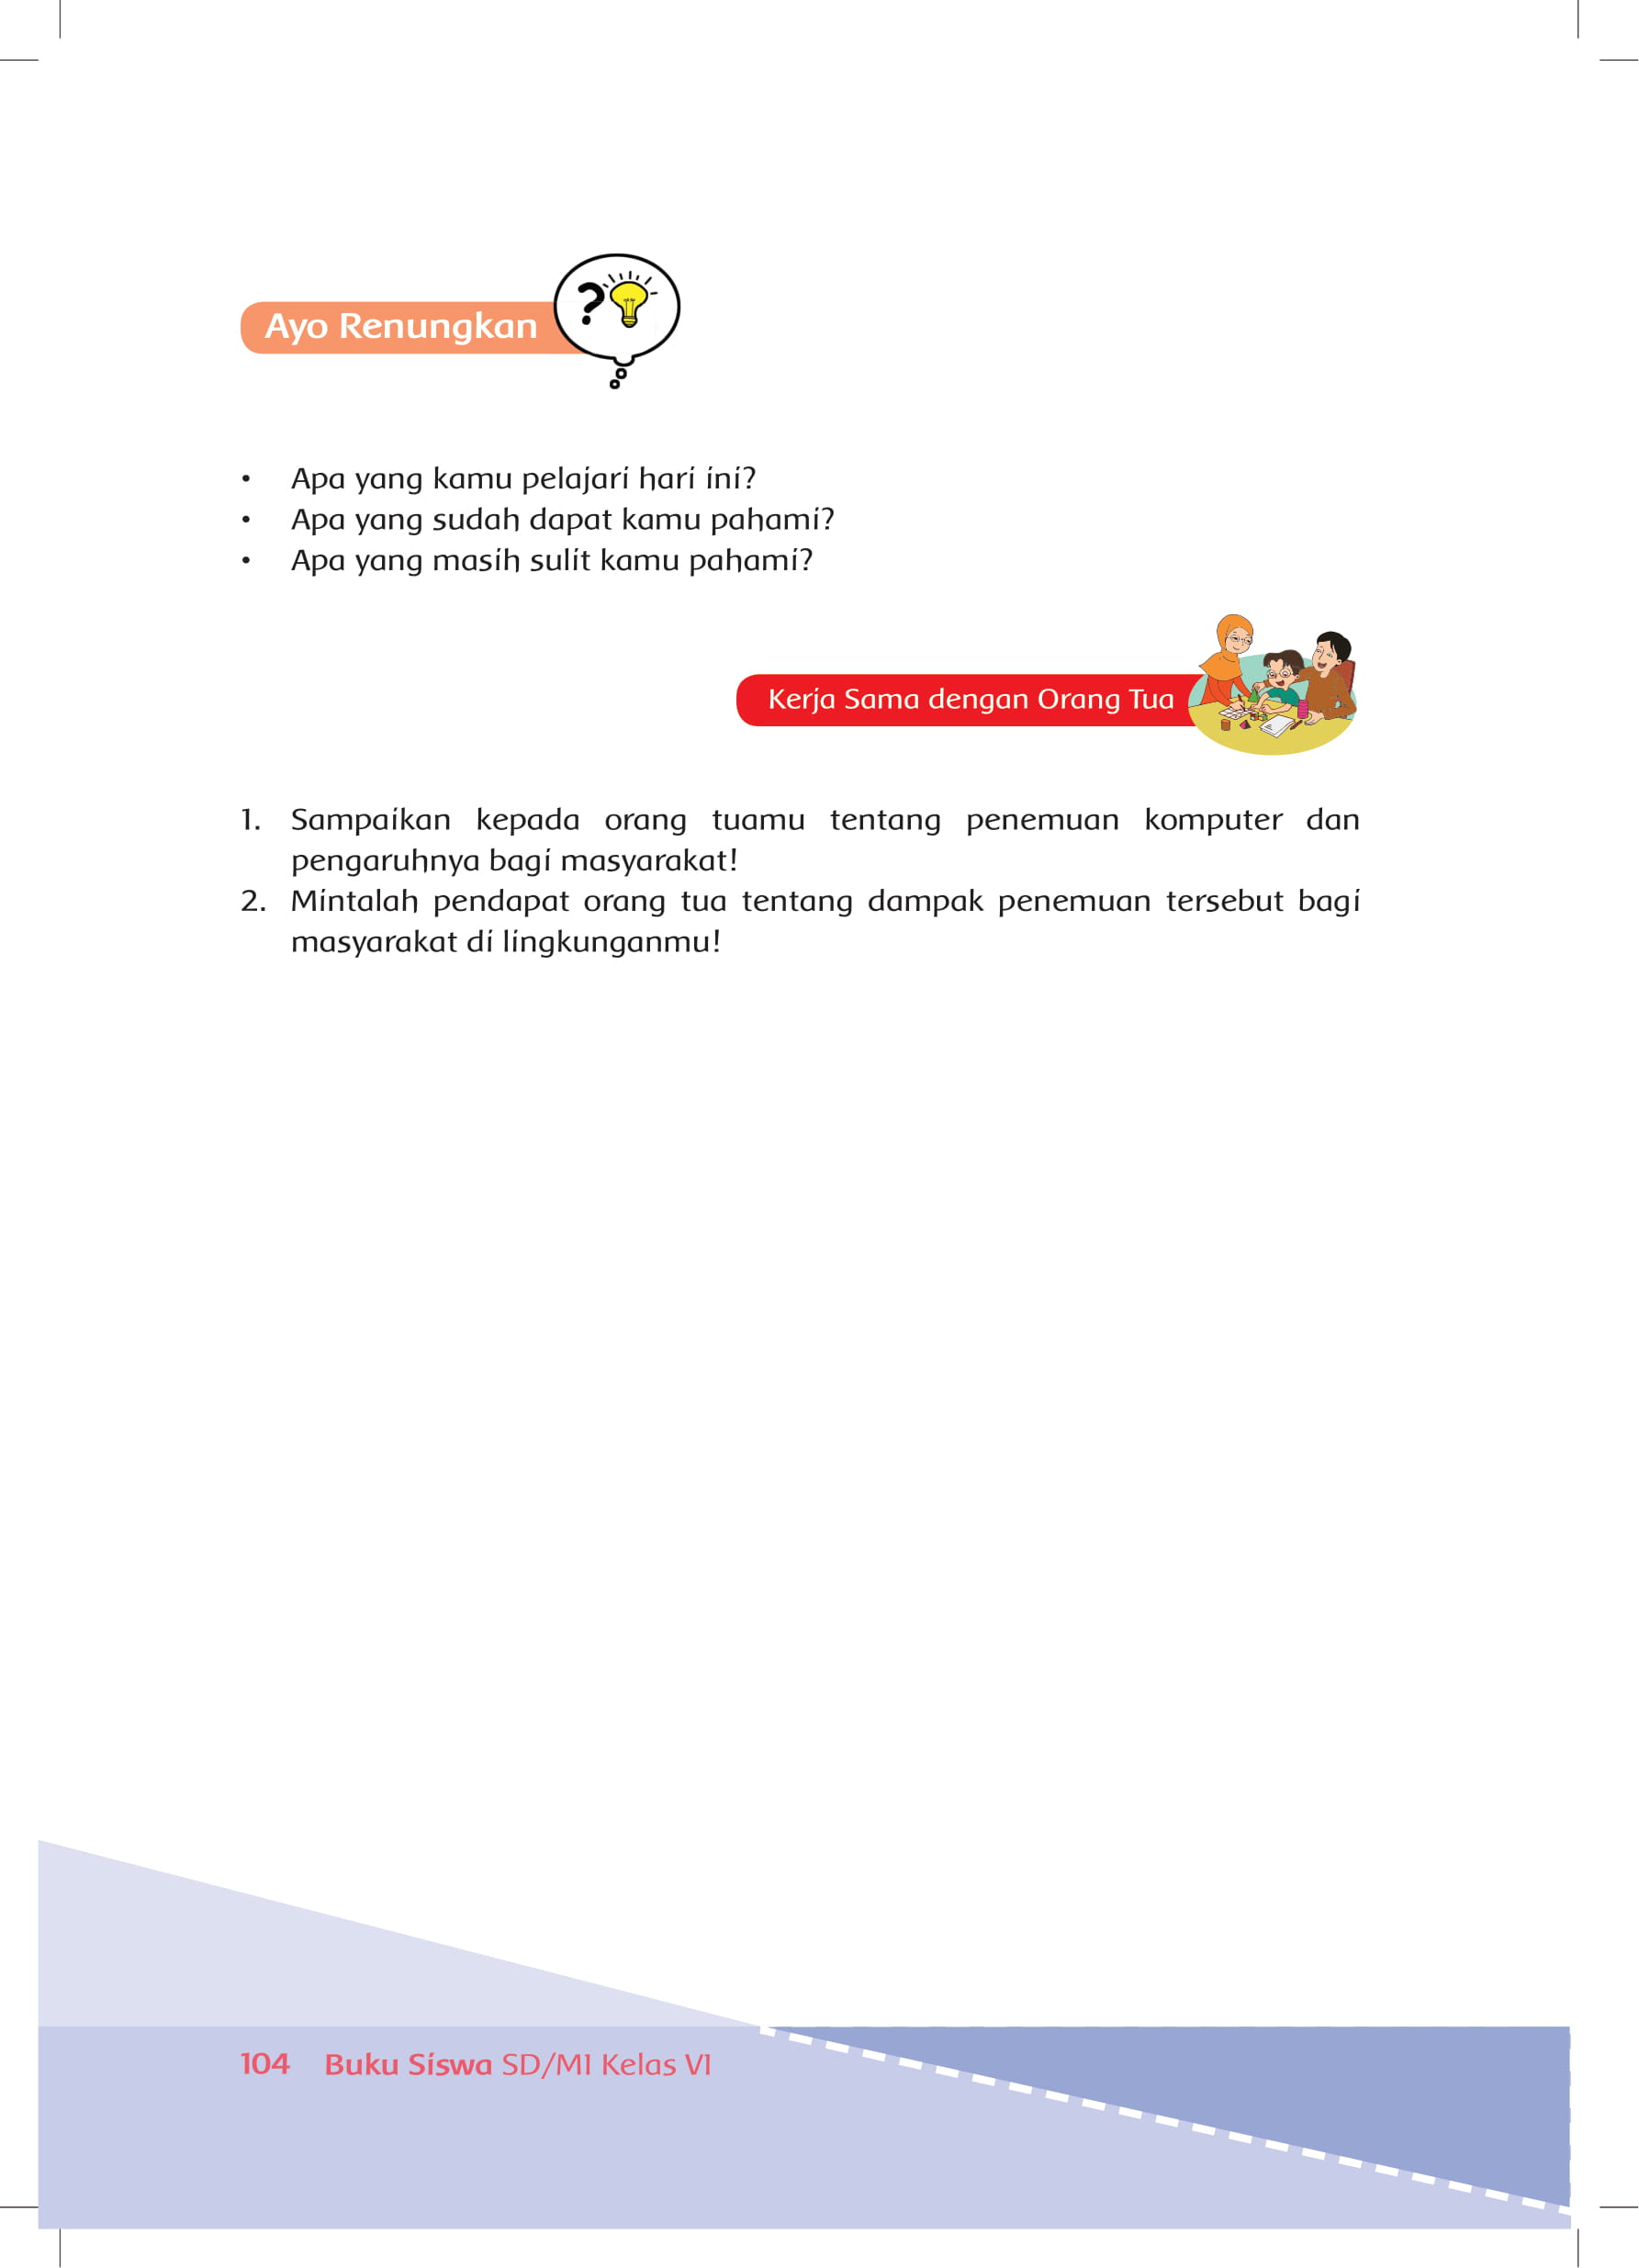 Ayo Renungkan
?
• Apa yang kamu pelajari hari ini?
• Apa yang sudah dapat kamu pahami?
• Apa yang masih sulit kamu pahami?
Kerja Sama dengan Orang Tua
1. Sampaikan kepada orang tuamu tentang penemuan komputer dan
pengaruhnya bagi masyarakat!
2. Mintalah pendapat orang tua tentang dampak penemuan tersebut bagi
masyarakat di lingkunganmu!
104 Buku Siswa SD/MI Kelas VI